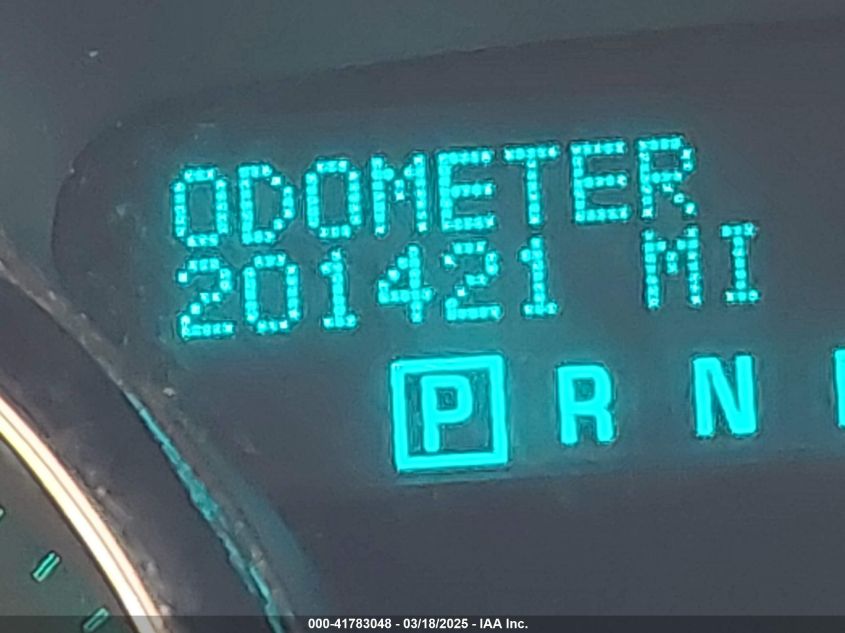 ODOMETER
201421 MI
P R N
000-41783048 - 03/18/2025 - IAA Inc.